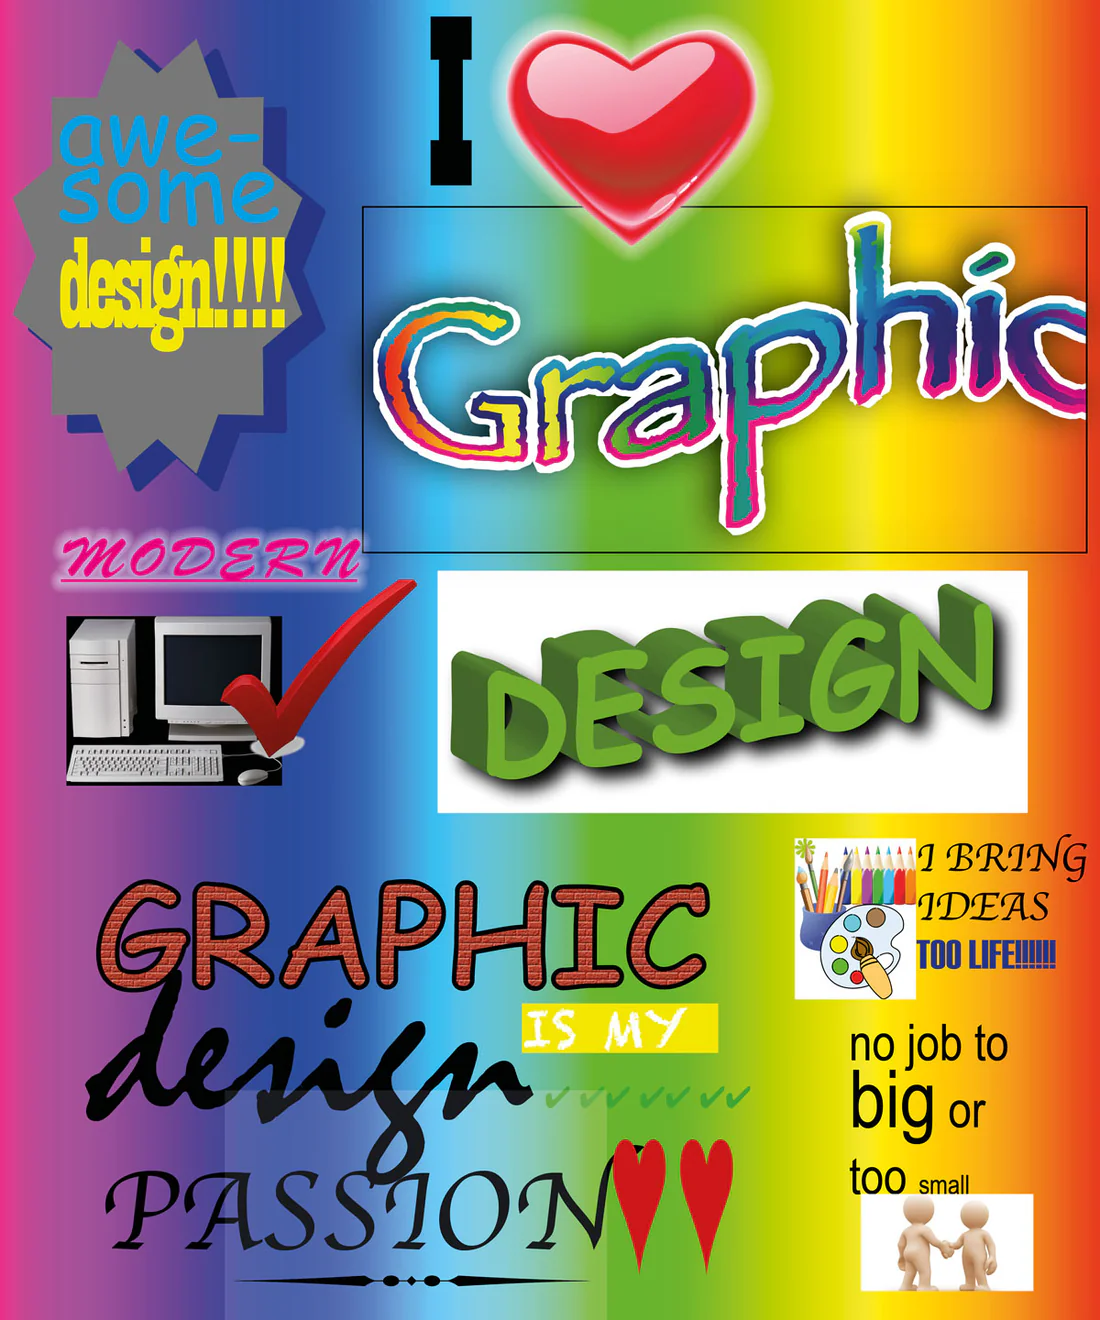 I
awe-
some
design!!!!
Graphic
MODERN
DESIGN
I BRING
IDEAS
TOO LIFE!!!!!!
GRAPHIC
design
IS MY
PASSION
no job to
big or
too small